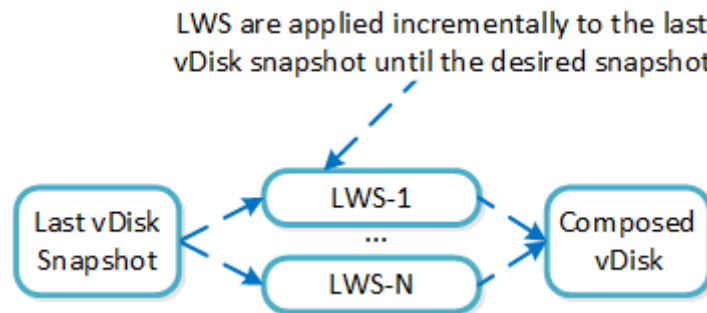 LWS are applied incrementally to the last
vDisk snapshot until the desired snapshot
LWS-1
Last vDisk
Snapshot
...
Composed
vDisk
LWS-N